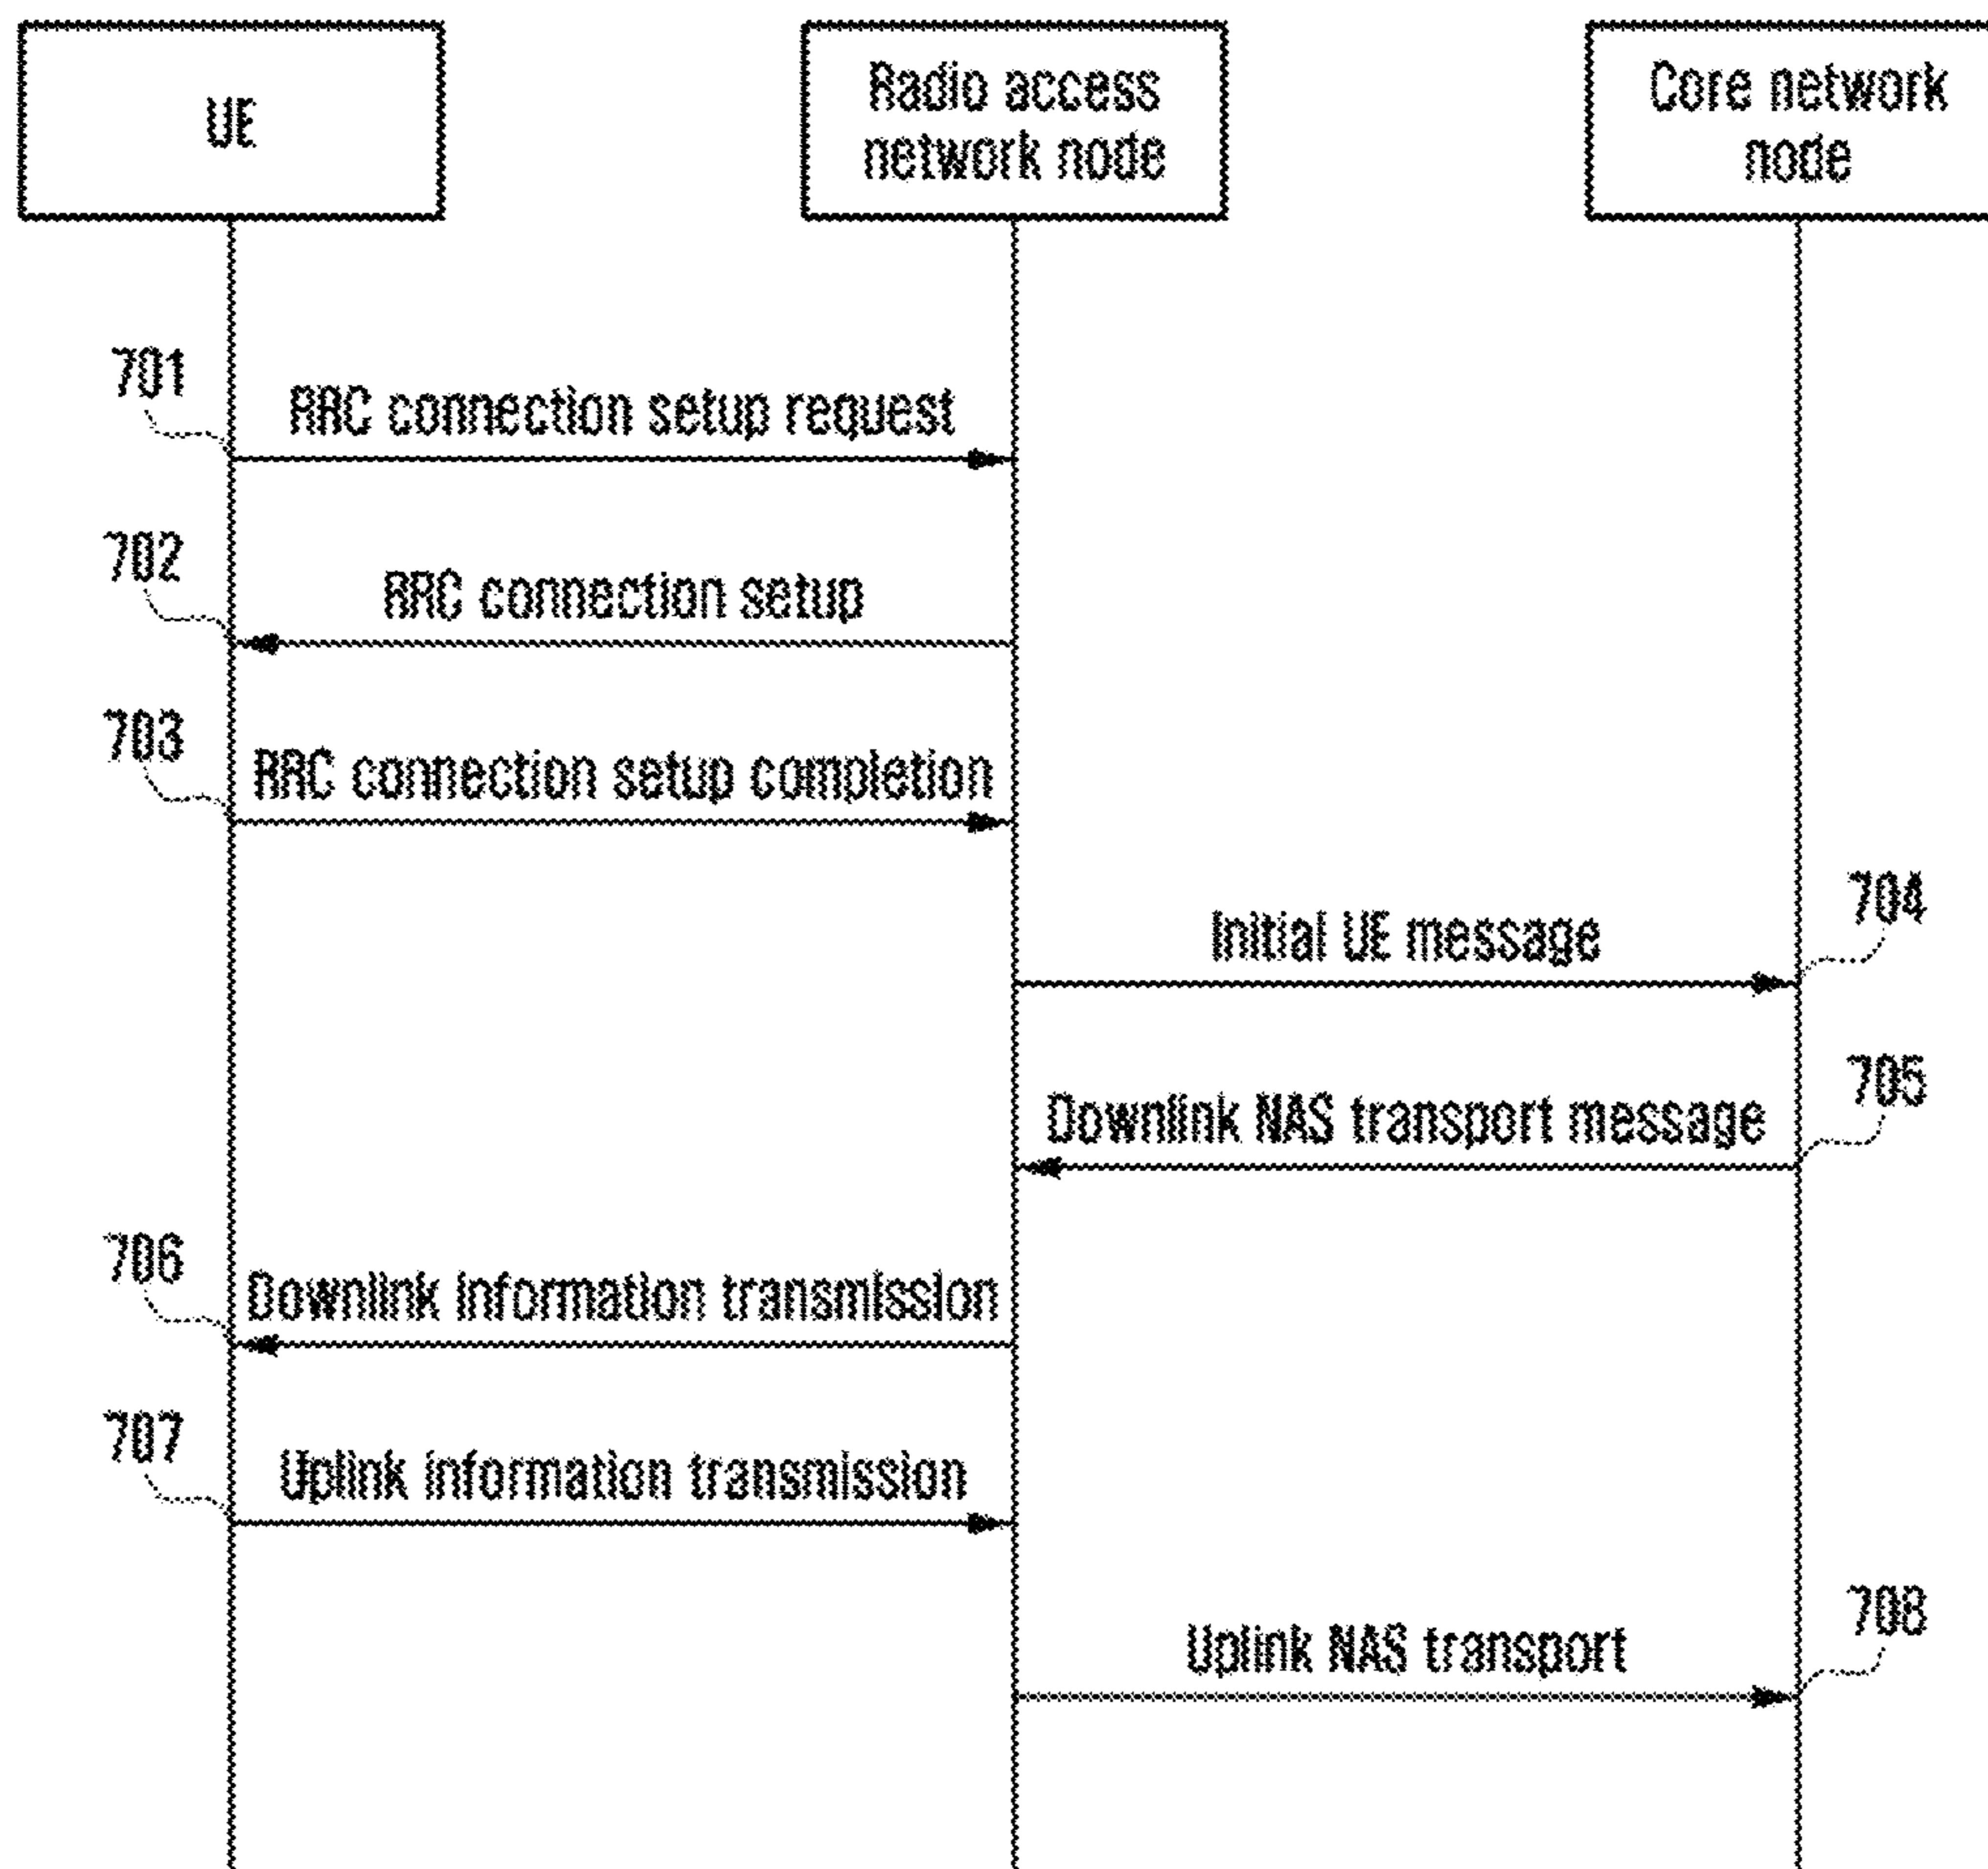 UE
Radio access
network node
Core network
node
701
RRC connection setup request
702
RRC connection setup
703
RRC connection setup completion
704
Initial UE message
705
Downlink NAS transport message
706
Downlink information transmission
707
Uplink information transmission
708
Uplink NAS transport